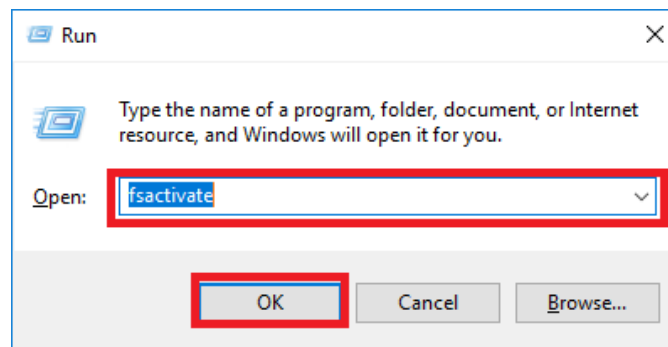 Run
Type the name of a program, folder, document, or Internet
resource, and Windows will open it for you.
Open: fsactivate
OK Cancel Browse...